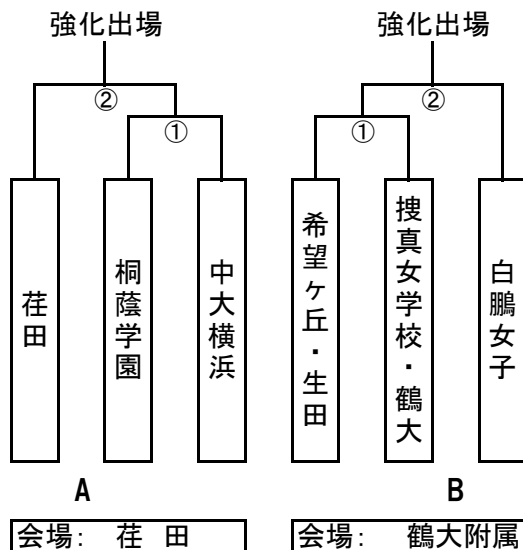 強化出場
②
①
荏田
桐蔭学園
中大横浜
A
会場： 荏 田
強化出場
②
①
希望ヶ丘・生田
捜真女学校・鶴大
白鵬女子
B
会場： 鶴大附属